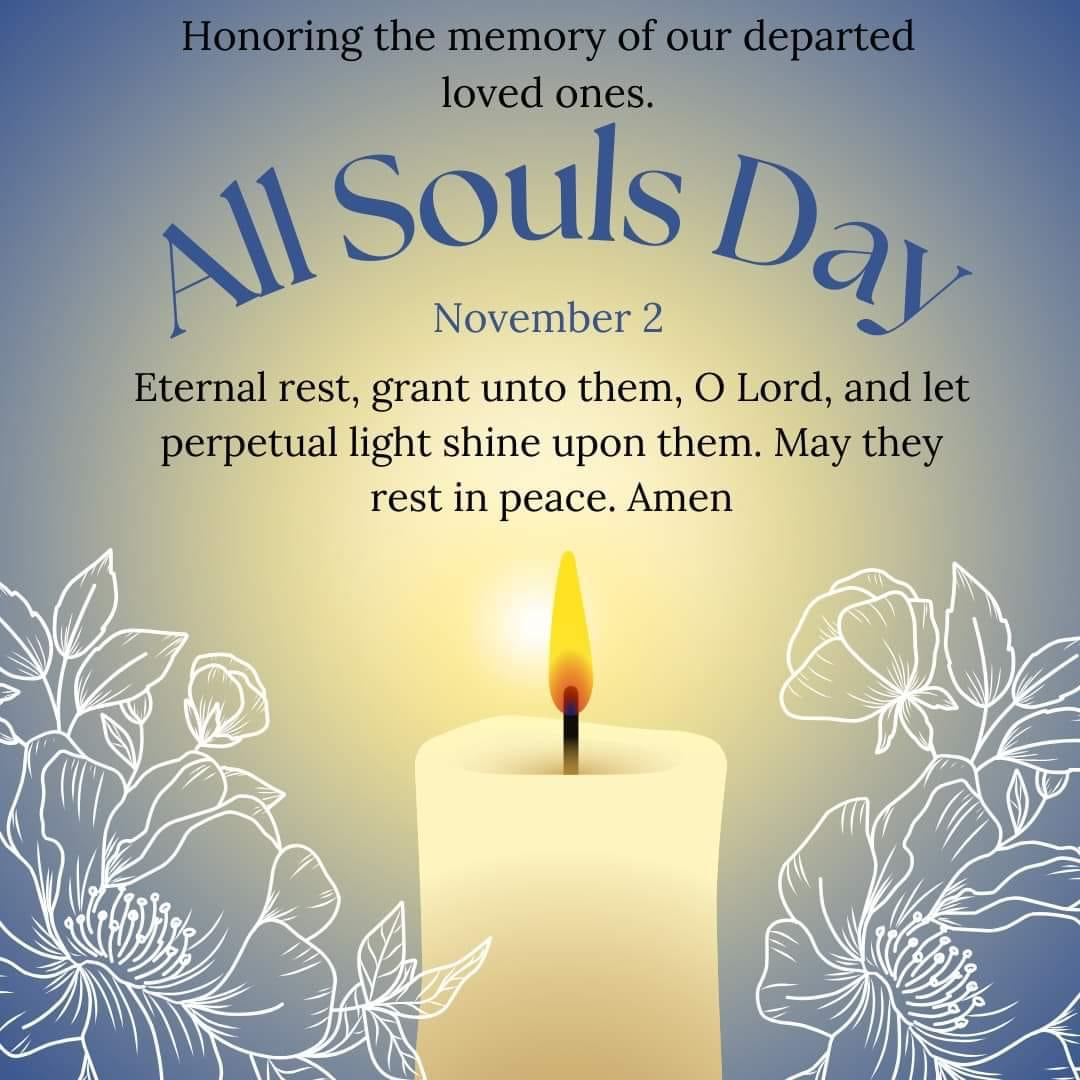 Honoring the memory of our departed
loved ones.
All Souls Day
November 2
Eternal rest, grant unto them, O Lord, and let
perpetual light shine upon them. May they
rest in peace. Amen